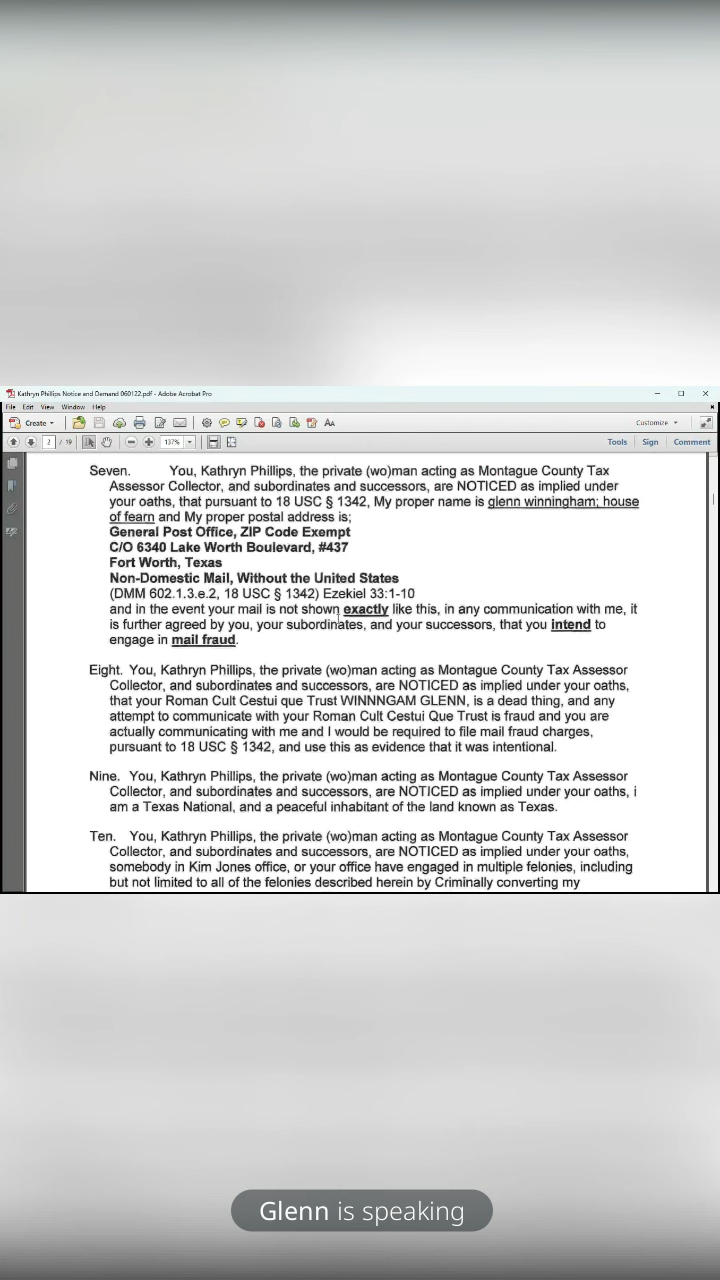 Kathryn Phillips Notice and Demand 060122.pdf - Adobe Acrobat Pro
File Edit View Window Help
Create
Customize
2 / 19 137% Tools Sign Comment
Seven. You, Kathryn Phillips, the private (wo)man acting as Montague County Tax
Assessor Collector, and subordinates and successors, are NOTICED as implied under
your oaths, that pursuant to 18 USC § 1342, My proper name is glenn winningham; house
of fearn and My proper postal address is;
General Post Office, ZIP Code Exempt
C/O 6340 Lake Worth Boulevard, #437
Fort Worth, Texas
Non-Domestic Mail, Without the United States
(DMM 602.1.3.e.2, 18 USC § 1342) Ezekiel 33:1-10
and in the event your mail is not shown exactly like this, in any communication with me, it
is further agreed by you, your subordinates, and your successors, that you intend to
engage in mail fraud.
Eight. You, Kathryn Phillips, the private (wo)man acting as Montague County Tax Assessor
Collector, and subordinates and successors, are NOTICED as implied under your oaths,
that your Roman Cult Cestui que Trust WINNNGAM GLENN, is a dead thing, and any
attempt to communicate with your Roman Cult Cestui Que Trust is fraud and you are
actually communicating with me and I would be required to file mail fraud charges,
pursuant to 18 USC § 1342, and use this as evidence that it was intentional.
Nine. You, Kathryn Phillips, the private (wo)man acting as Montague County Tax Assessor
Collector, and subordinates and successors, are NOTICED as implied under your oaths, i
am a Texas National, and a peaceful inhabitant of the land known as Texas.
Ten. You, Kathryn Phillips, the private (wo)man acting as Montague County Tax Assessor
Collector, and subordinates and successors, are NOTICED as implied under your oaths,
somebody in Kim Jones office, or your office have engaged in multiple felonies, including
but not limited to all of the felonies described herein by Criminally converting my
Glenn is speaking